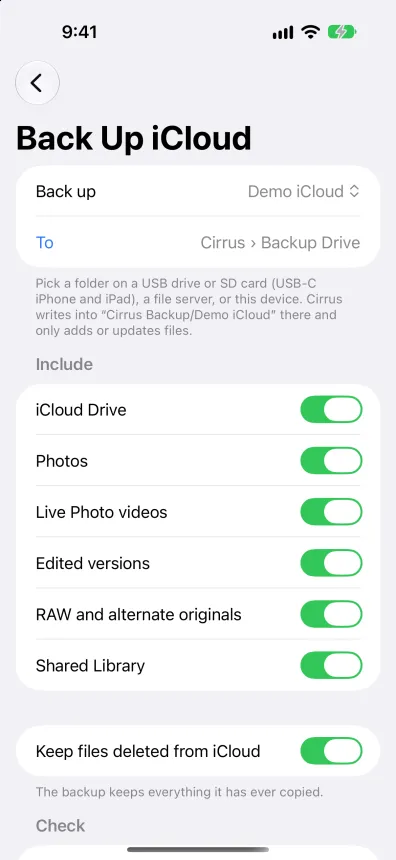 9:41
Back Up iCloud
Back up
Demo iCloud
To
Cirrus › Backup Drive
Pick a folder on a USB drive or SD card (USB-C
iPhone and iPad), a file server, or this device. Cirrus
writes into “Cirrus Backup/Demo iCloud” there and
only adds or updates files.
Include
iCloud Drive
Photos
Live Photo videos
Edited versions
RAW and alternate originals
Shared Library
Keep files deleted from iCloud
The backup keeps everything it has ever copied.
Check